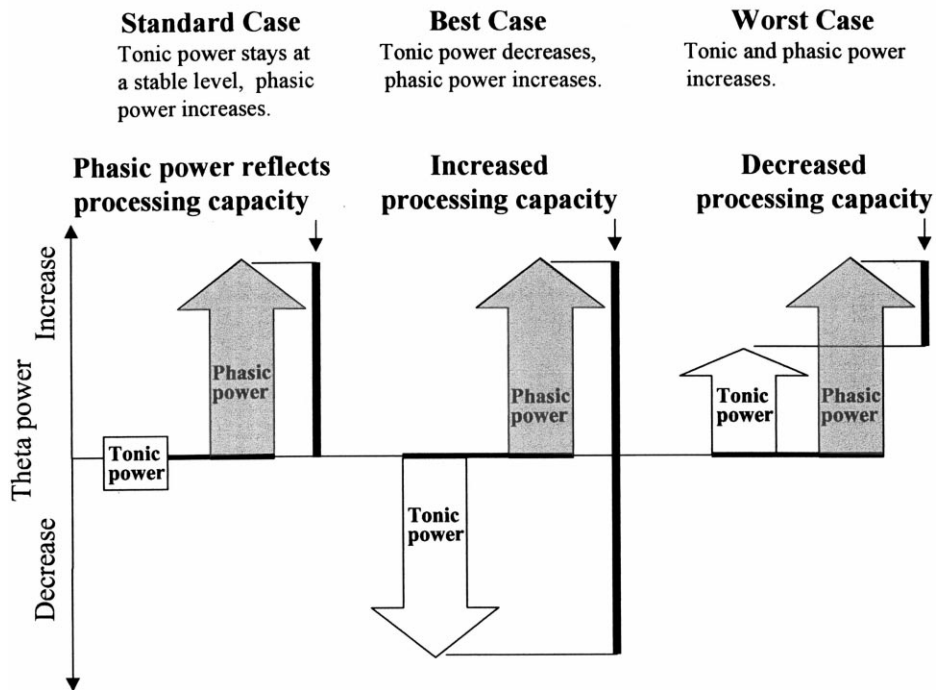 Standard Case
Tonic power stays at
a stable level, phasic
power increases.
Best Case
Tonic power decreases,
phasic power increases.
Worst Case
Tonic and phasic power
increases.
Phasic power reflects
processing capacity
Increased
processing capacity
Decreased
processing capacity
Theta power
Increase
Decrease
Tonic
power
Phasic
power
Tonic
power
Phasic
power
Tonic
power
Phasic
power